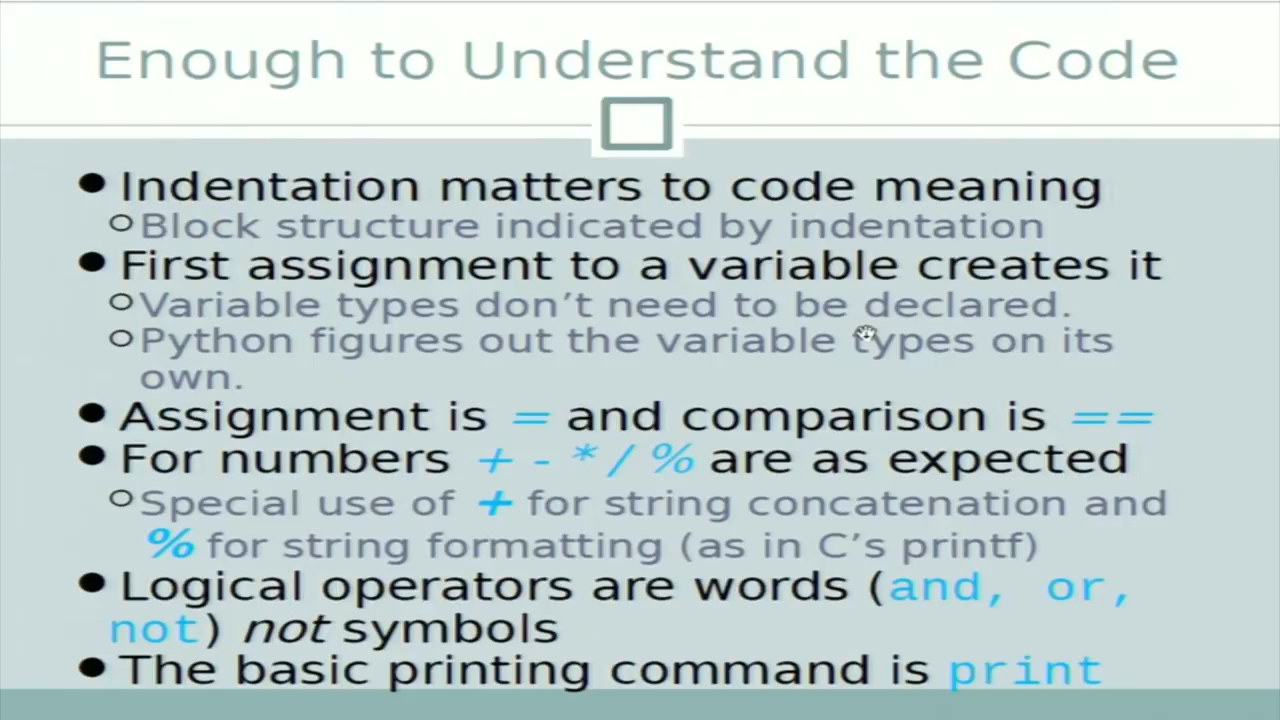 Enough to Understand the Code
● Indentation matters to code meaning
○ Block structure indicated by indentation
● First assignment to a variable creates it
○ Variable types don’t need to be declared.
○ Python figures out the variable types on its
own.
● Assignment is = and comparison is ==
● For numbers + - * / % are as expected
○ Special use of + for string concatenation and
% for string formatting (as in C’s printf)
● Logical operators are words (and, or,
not) not symbols
● The basic printing command is print